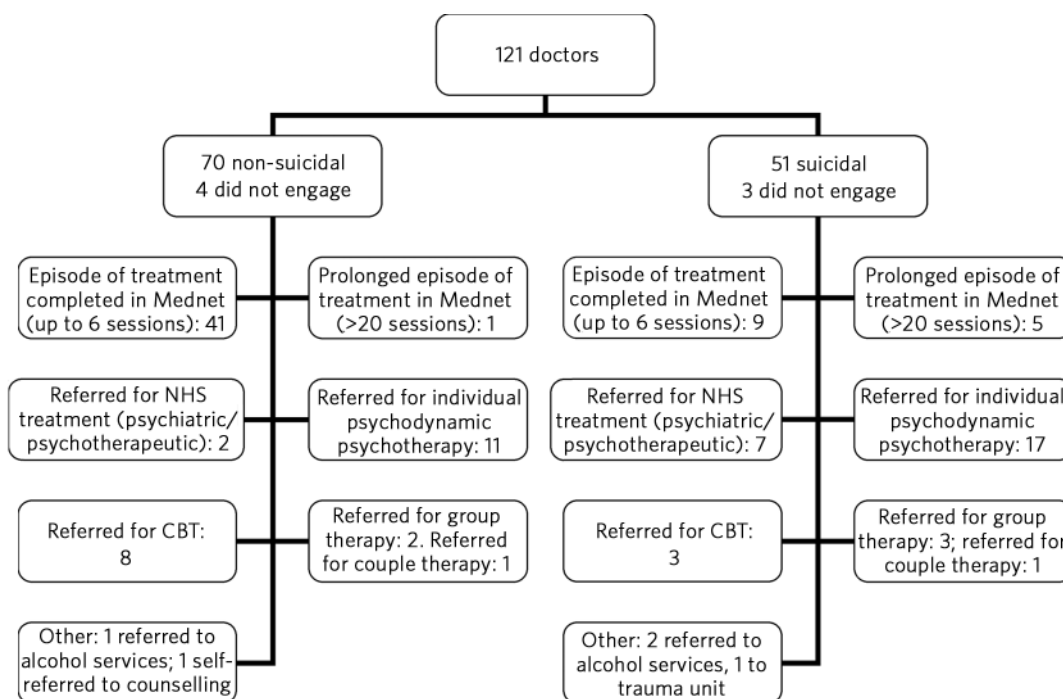 121 doctors
70 non-suicidal
4 did not engage
51 suicidal
3 did not engage
Episode of treatment
completed in Mednet
(up to 6 sessions): 41
Prolonged episode of
treatment in Mednet
(>20 sessions): 1
Episode of treatment
completed in Mednet
(up to 6 sessions): 9
Prolonged episode of
treatment in Mednet
(>20 sessions): 5
Referred for NHS
treatment (psychiatric/
psychotherapeutic): 2
Referred for individual
psychodynamic
psychotherapy: 11
Referred for NHS
treatment (psychiatric/
psychotherapeutic): 7
Referred for individual
psychodynamic
psychotherapy: 17
Referred for CBT:
8
Referred for group
therapy: 2. Referred
for couple therapy: 1
Referred for CBT:
3
Referred for group
therapy: 3; referred for
couple therapy: 1
Other: 1 referred to
alcohol services; 1 self-
referred to counselling
Other: 2 referred to
alcohol services, 1 to
trauma unit